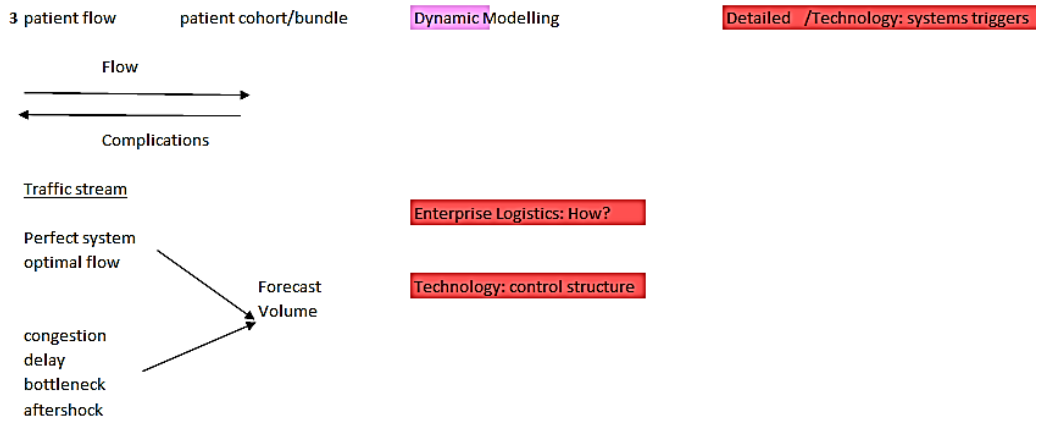 3 patient flow patient cohort/bundle Dynamic Modelling Detailed /Technology: systems triggers
Flow
Complications
Traffic stream
Enterprise Logistics: How?
Perfect system
optimal flow
Technology: control structure
Forecast
Volume
congestion
delay
bottleneck
aftershock